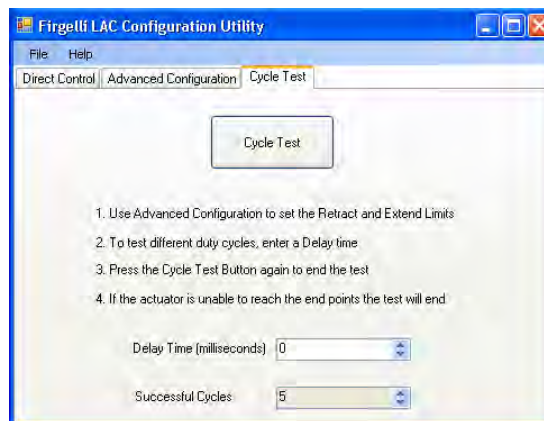 Firgelli LAC Configuration Utility
File Help
Direct Control Advanced Configuration Cycle Test
Cycle Test
1. Use Advanced Configuration to set the Retract and Extend Limits
2. To test different duty cycles, enter a Delay time
3. Press the Cycle Test Button again to end the test
4. If the actuator is unable to reach the end points the test will end
Delay Time (milliseconds) 0
Successful Cycles 5